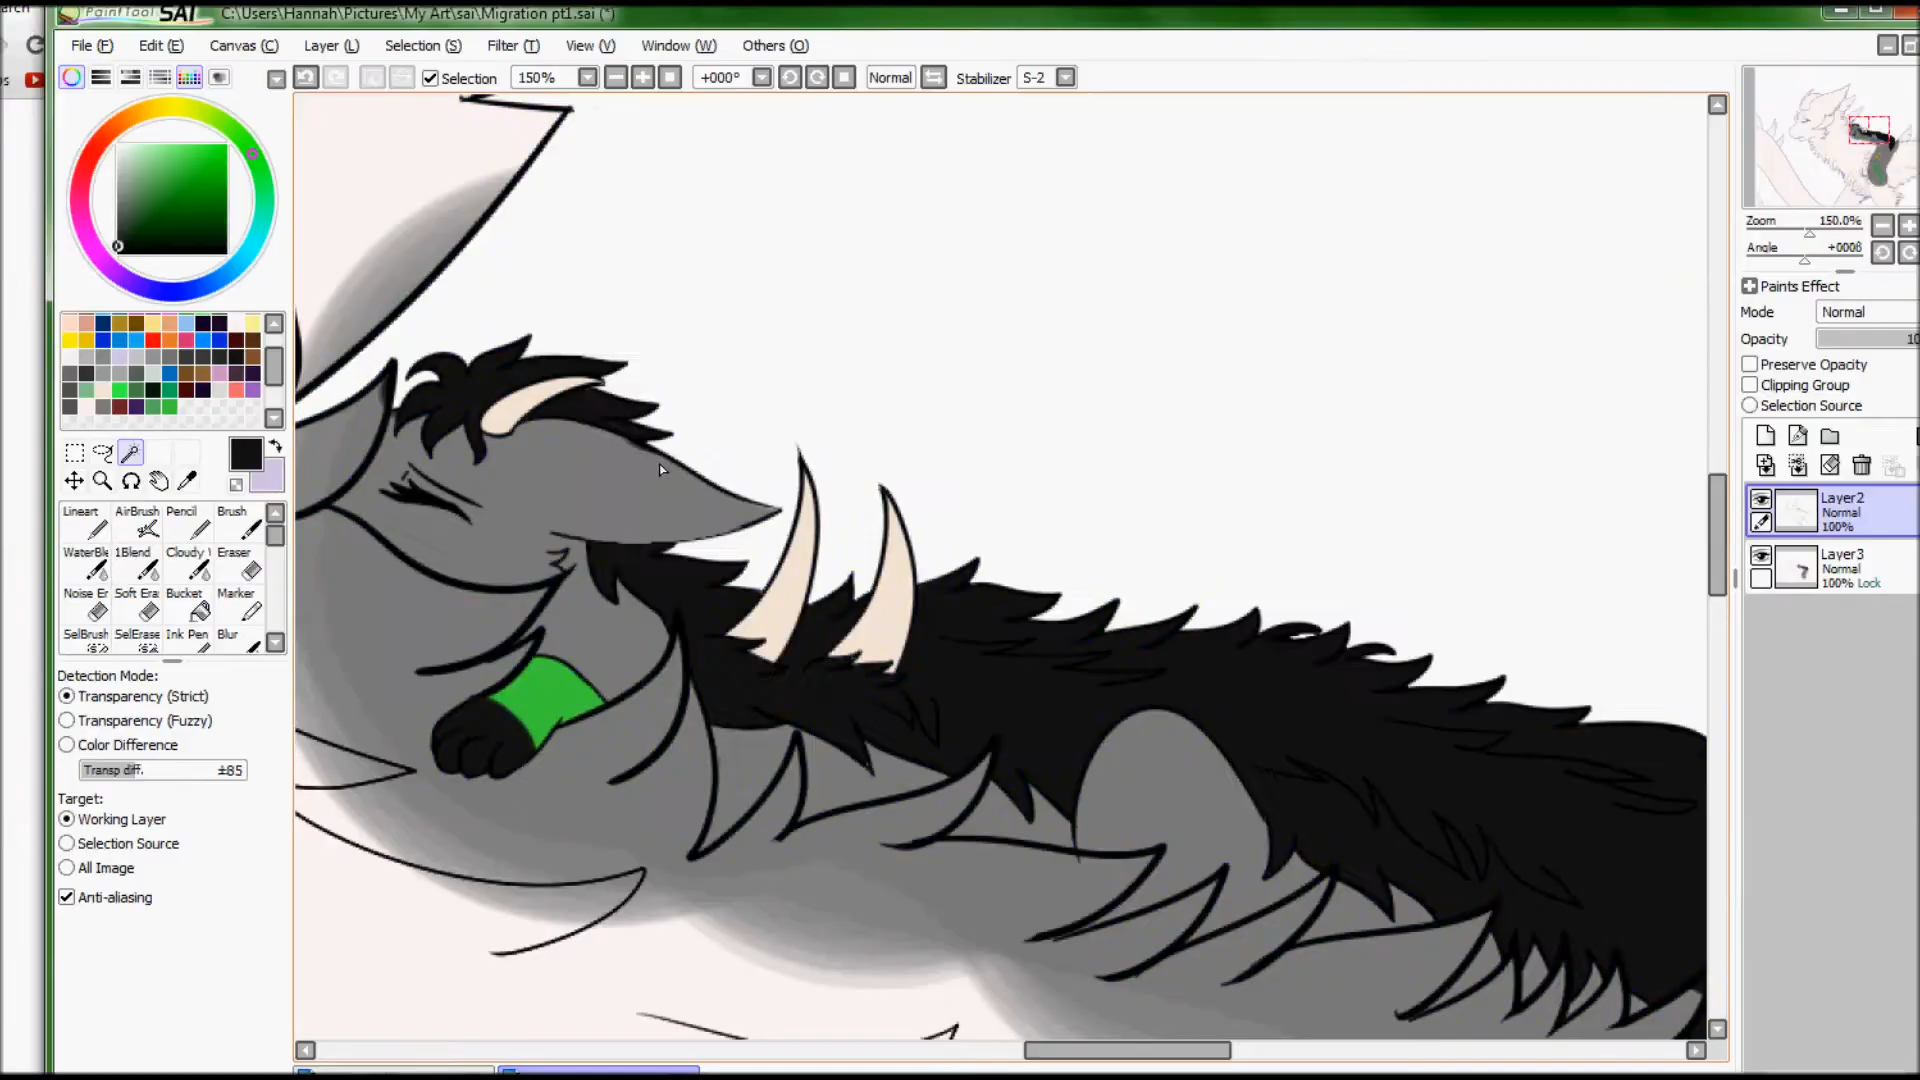 PaintTool SAI C:\Users\Hannah\Pictures\My Art\sai\Migration pt1.sai (*)
File (F) Edit (E) Canvas (C) Layer (L) Selection (S) Filter (T) View (V) Window (W) Others (O)
Selection 150% +000° Normal Stabilizer S-2
Zoom 150.0%
Angle
Paints Effect
Mode Normal
Opacity
Preserve Opacity
Clipping Group
Selection Source
Layer2
Normal
100%
Layer3
Normal
100% Lock
Lineart AirBrush Pencil Brush
WaterBle 1Blend Cloudy Eraser
Noise Er Soft Era Bucket Marker
SelBrush SelErase Ink Pen Blur
Detection Mode:
Transparency (Strict)
Transparency (Fuzzy)
Color Difference
Transp diff. ±85
Target:
Working Layer
Selection Source
All Image
Anti-aliasing